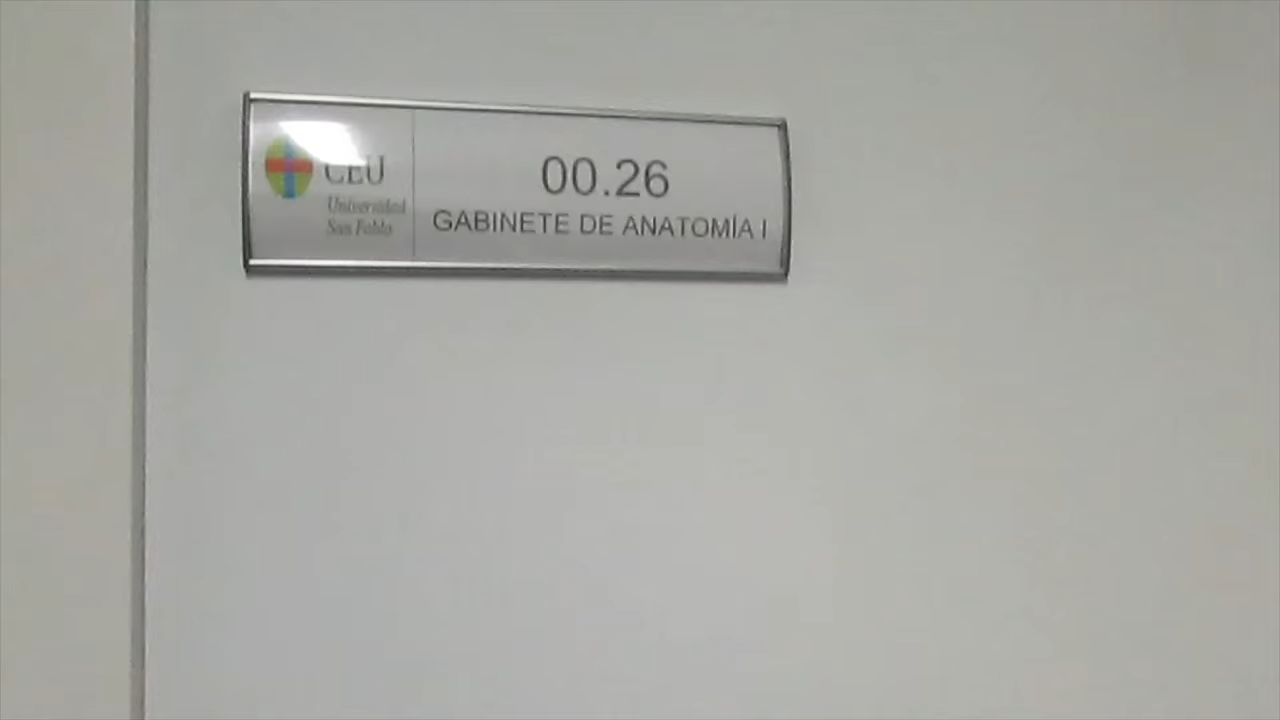 CEU
Universidad
San Pablo
00.26
GABINETE DE ANATOMÍA I